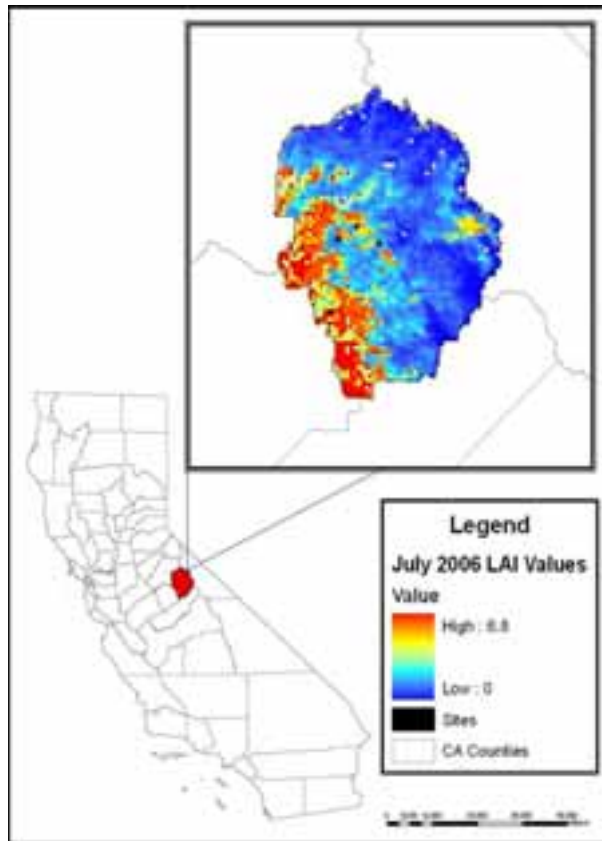 Legend
July 2006 LAI Values
Value
High : 6.8
Low : 0
Sites
CA Counties